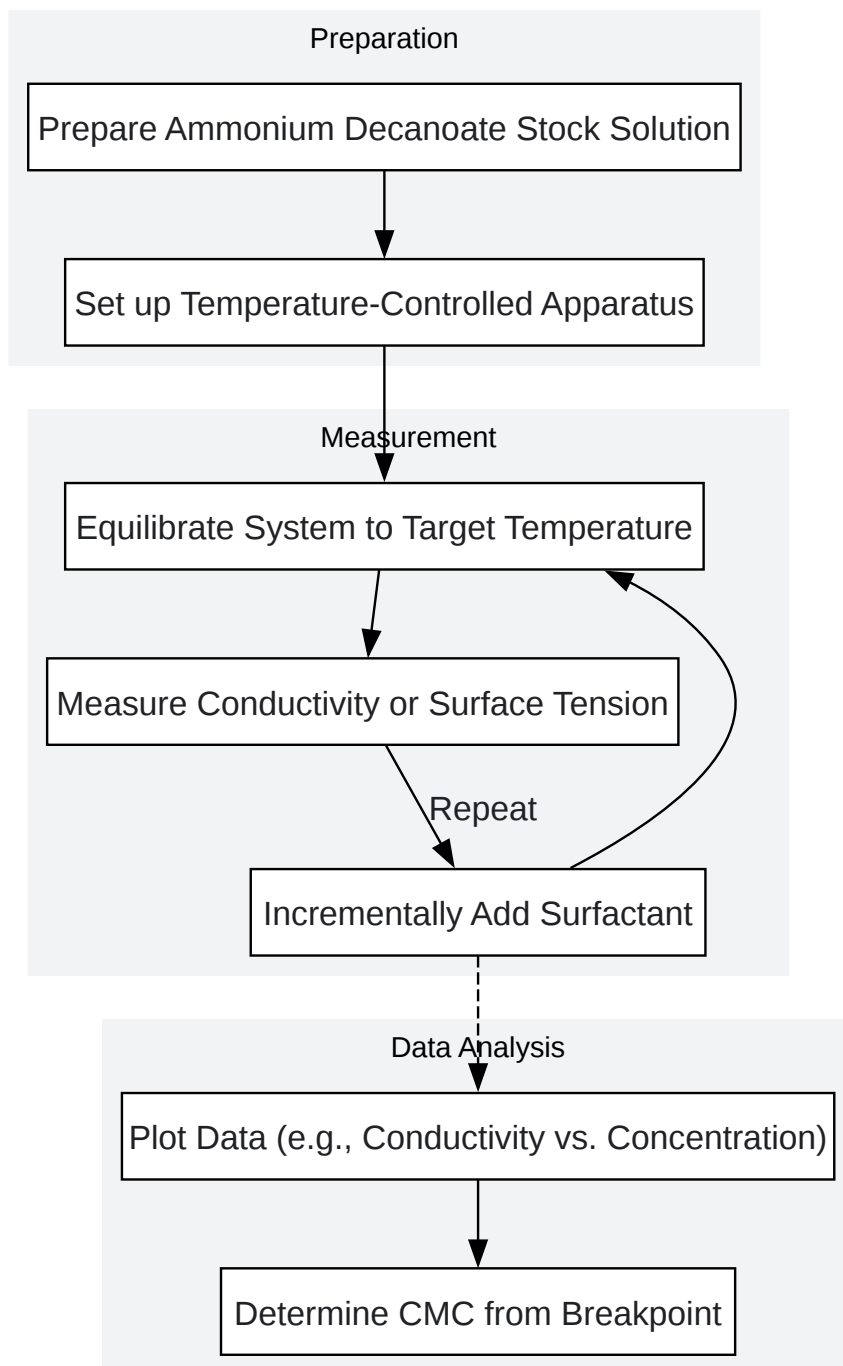 Preparation
Prepare Ammonium Decanoate Stock Solution
Set up Temperature-Controlled Apparatus
Measurement
Equilibrate System to Target Temperature
Measure Conductivity or Surface Tension
Repeat
Incrementally Add Surfactant
Data Analysis
Plot Data (e.g., Conductivity vs. Concentration)
Determine CMC from Breakpoint